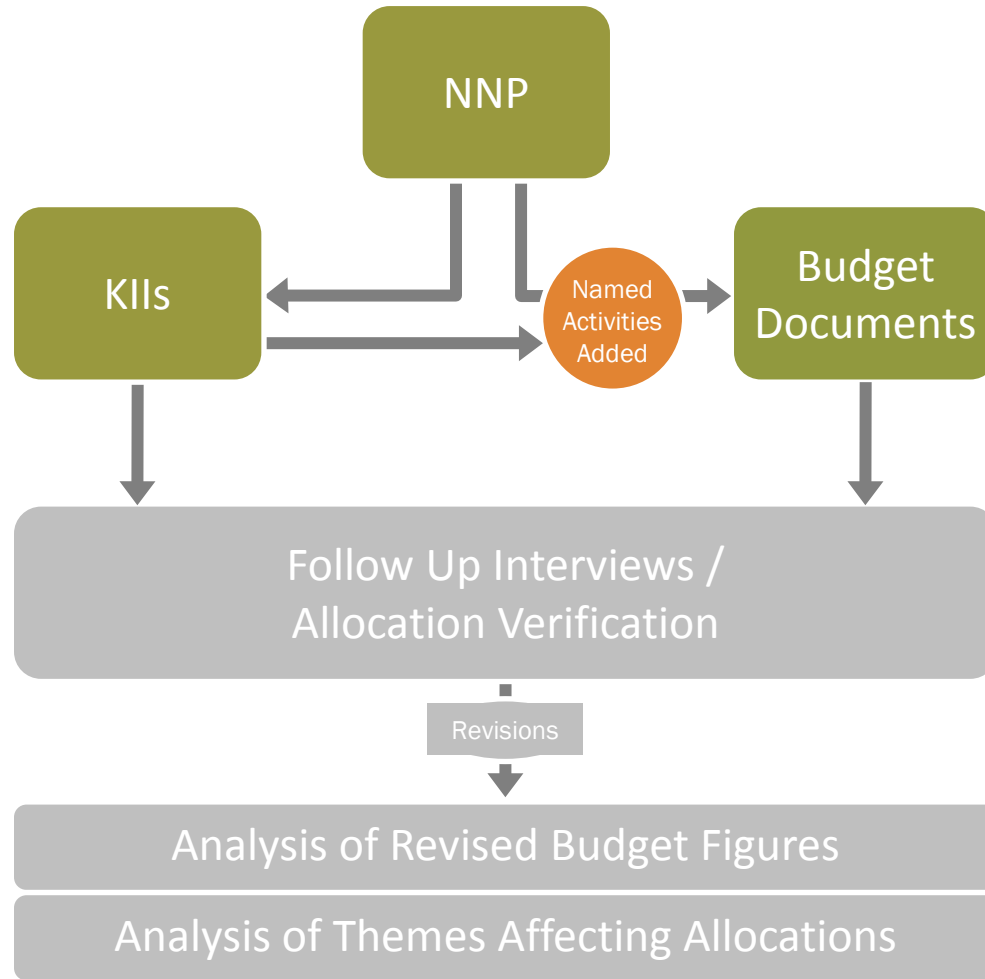 NNP
KIIs
Named
Activities
Added
Budget
Documents
Follow Up Interviews /
Allocation Verification
Revisions
Analysis of Revised Budget Figures
Analysis of Themes Affecting Allocations